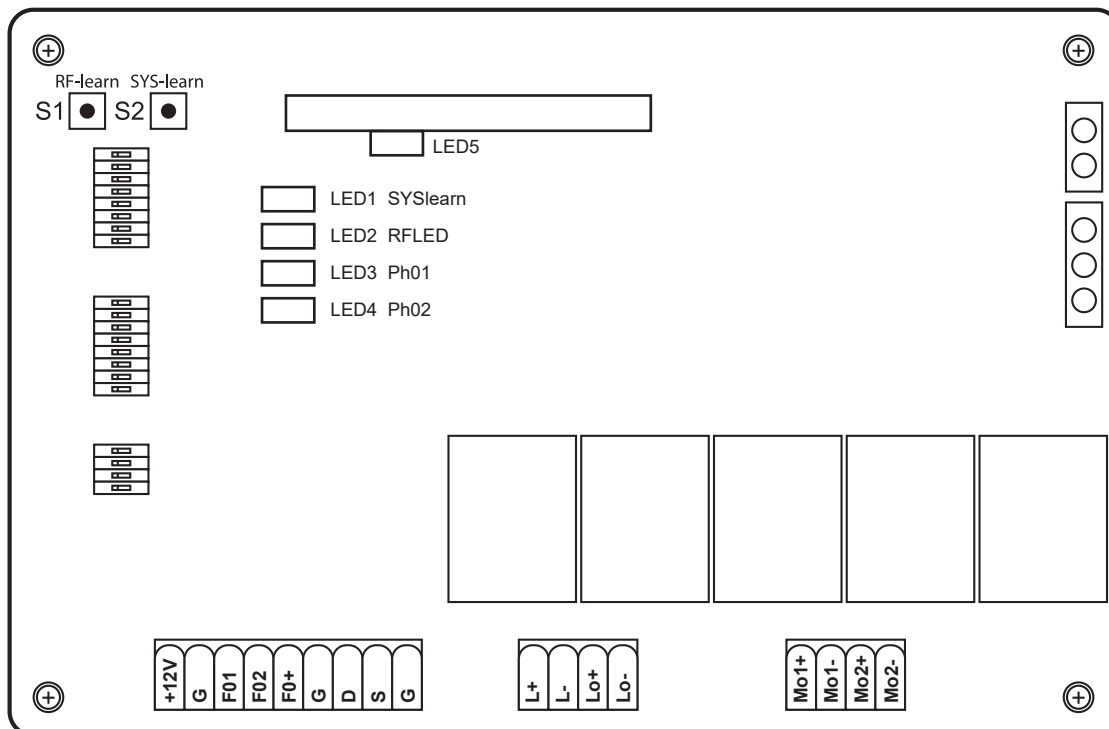 RF-learn SYS-learn
S1 S2
LED5
LED1 SYSlearn
LED2 RFLED
LED3 Ph01
LED4 Ph02
+12V G F01 F02 F0+ G D S G
L+ L- Lo+ Lo-
Mo1+ Mo1- Mo2+ Mo2-